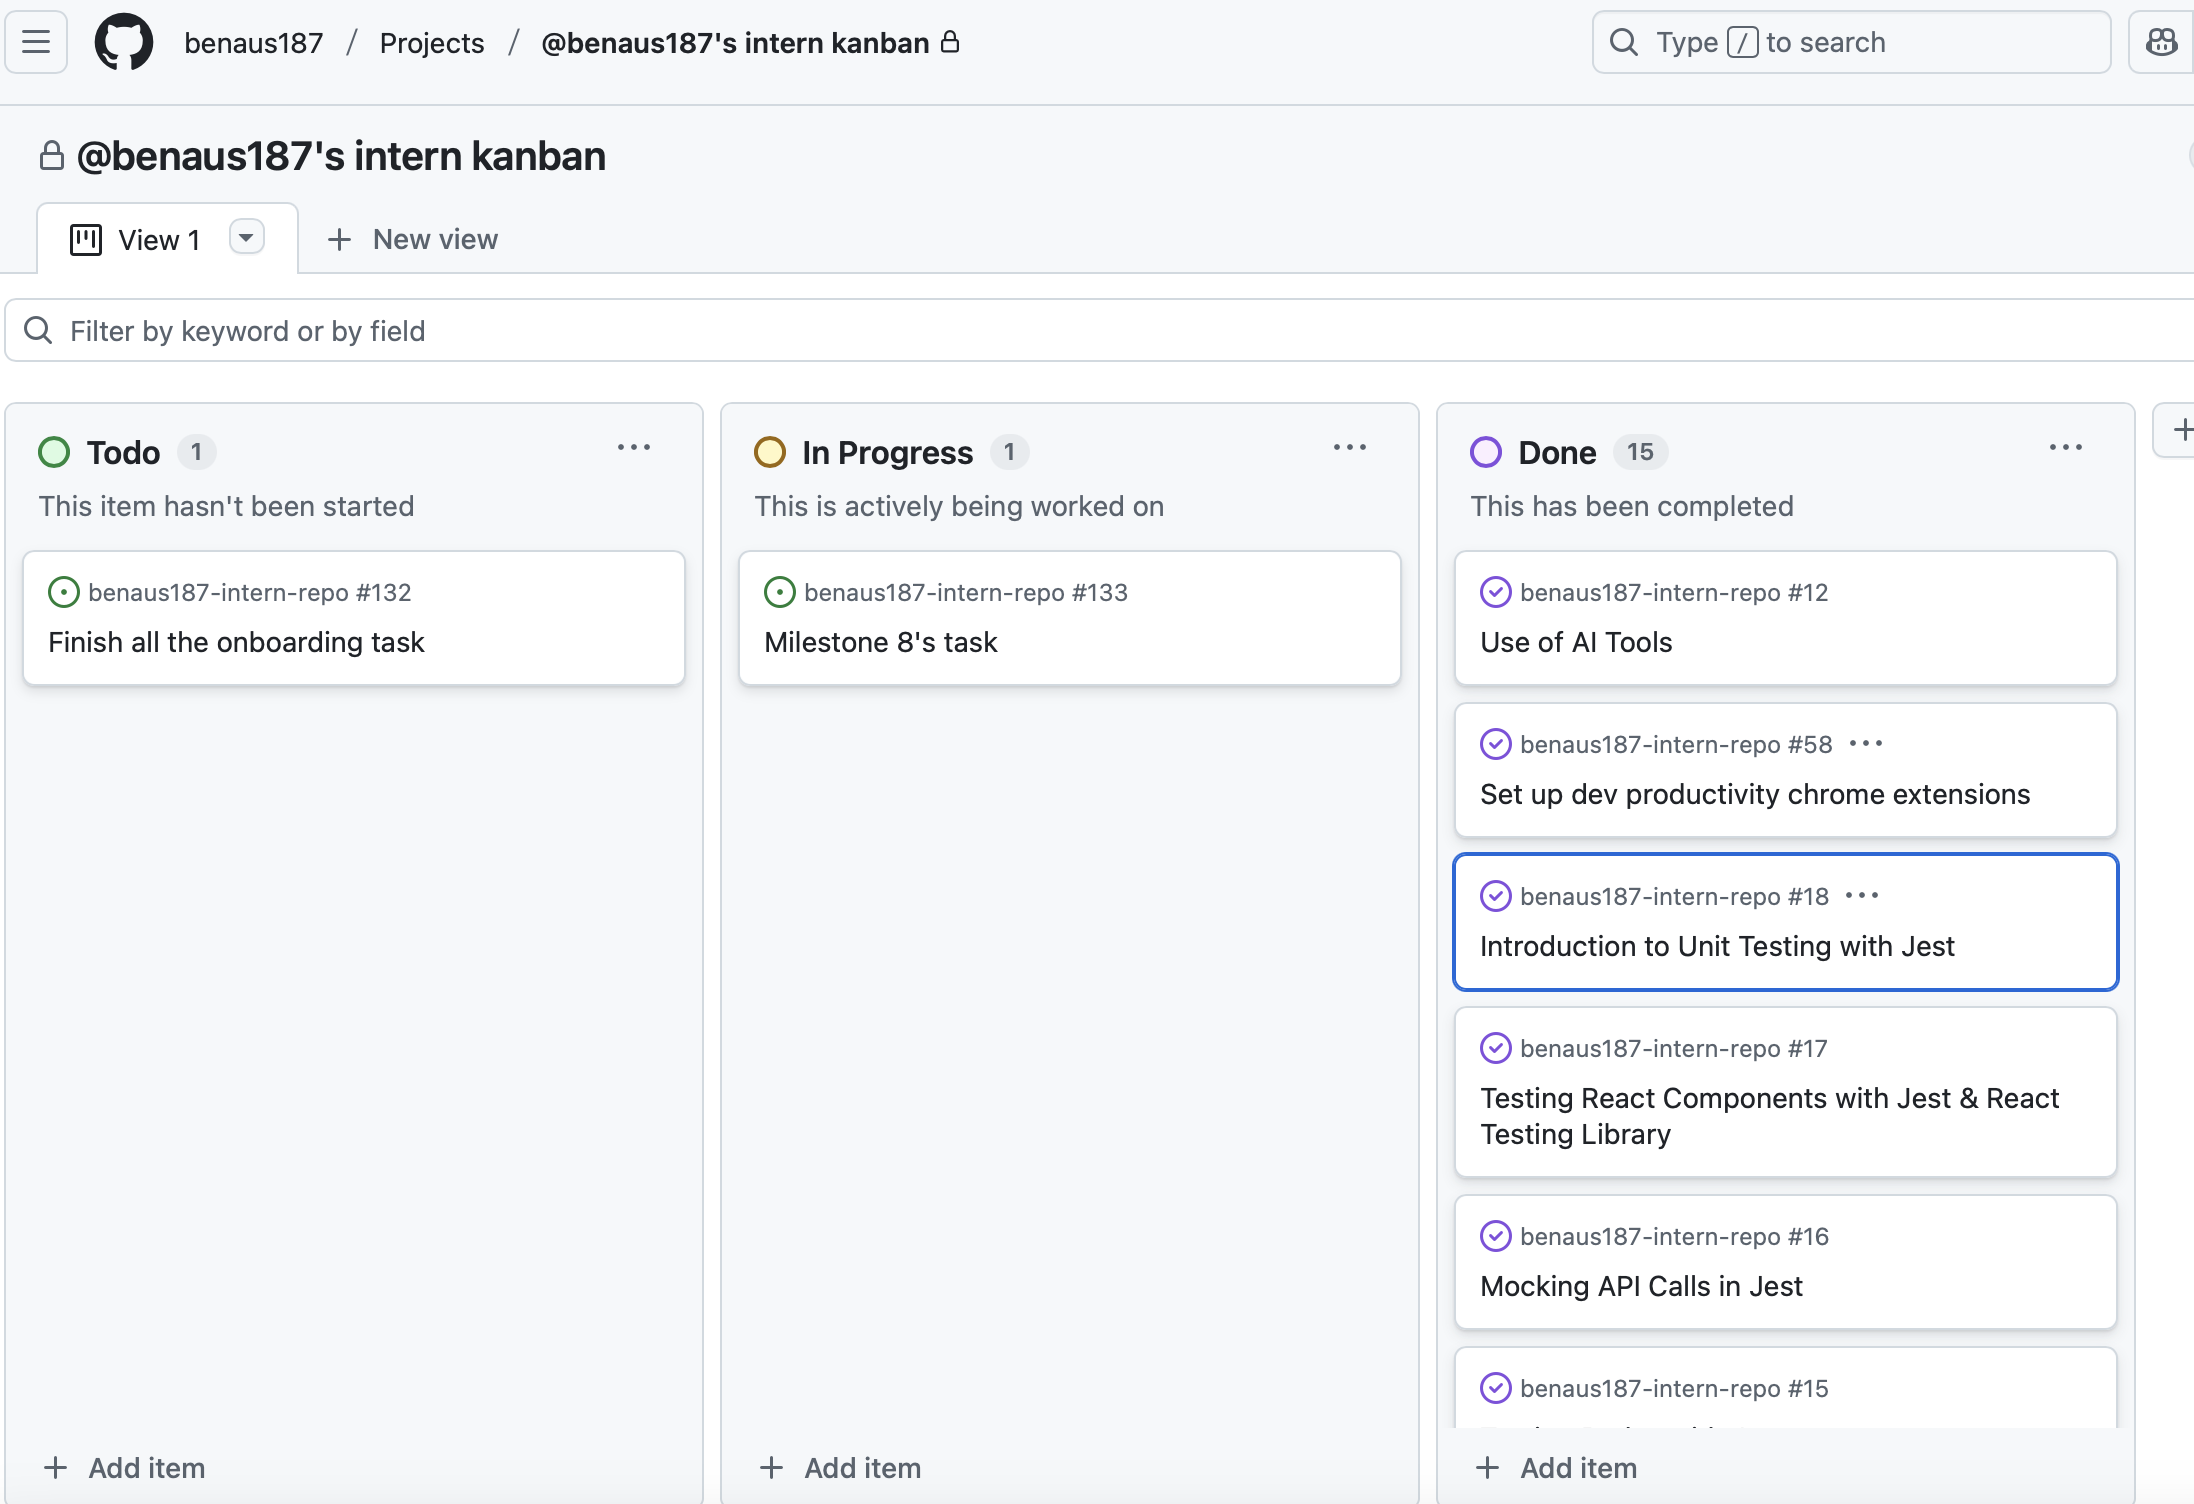 benaus187 / Projects / @benaus187's intern kanban
Type / to search
@benaus187's intern kanban
View 1
New view
Filter by keyword or by field
Todo 1
This item hasn't been started
benaus187-intern-repo #132
Finish all the onboarding task
Add item
In Progress 1
This is actively being worked on
benaus187-intern-repo #133
Milestone 8's task
Add item
Done 15
This has been completed
benaus187-intern-repo #12
Use of AI Tools
benaus187-intern-repo #58
Set up dev productivity chrome extensions
benaus187-intern-repo #18
Introduction to Unit Testing with Jest
benaus187-intern-repo #17
Testing React Components with Jest & React
Testing Library
benaus187-intern-repo #16
Mocking API Calls in Jest
benaus187-intern-repo #15
Add item